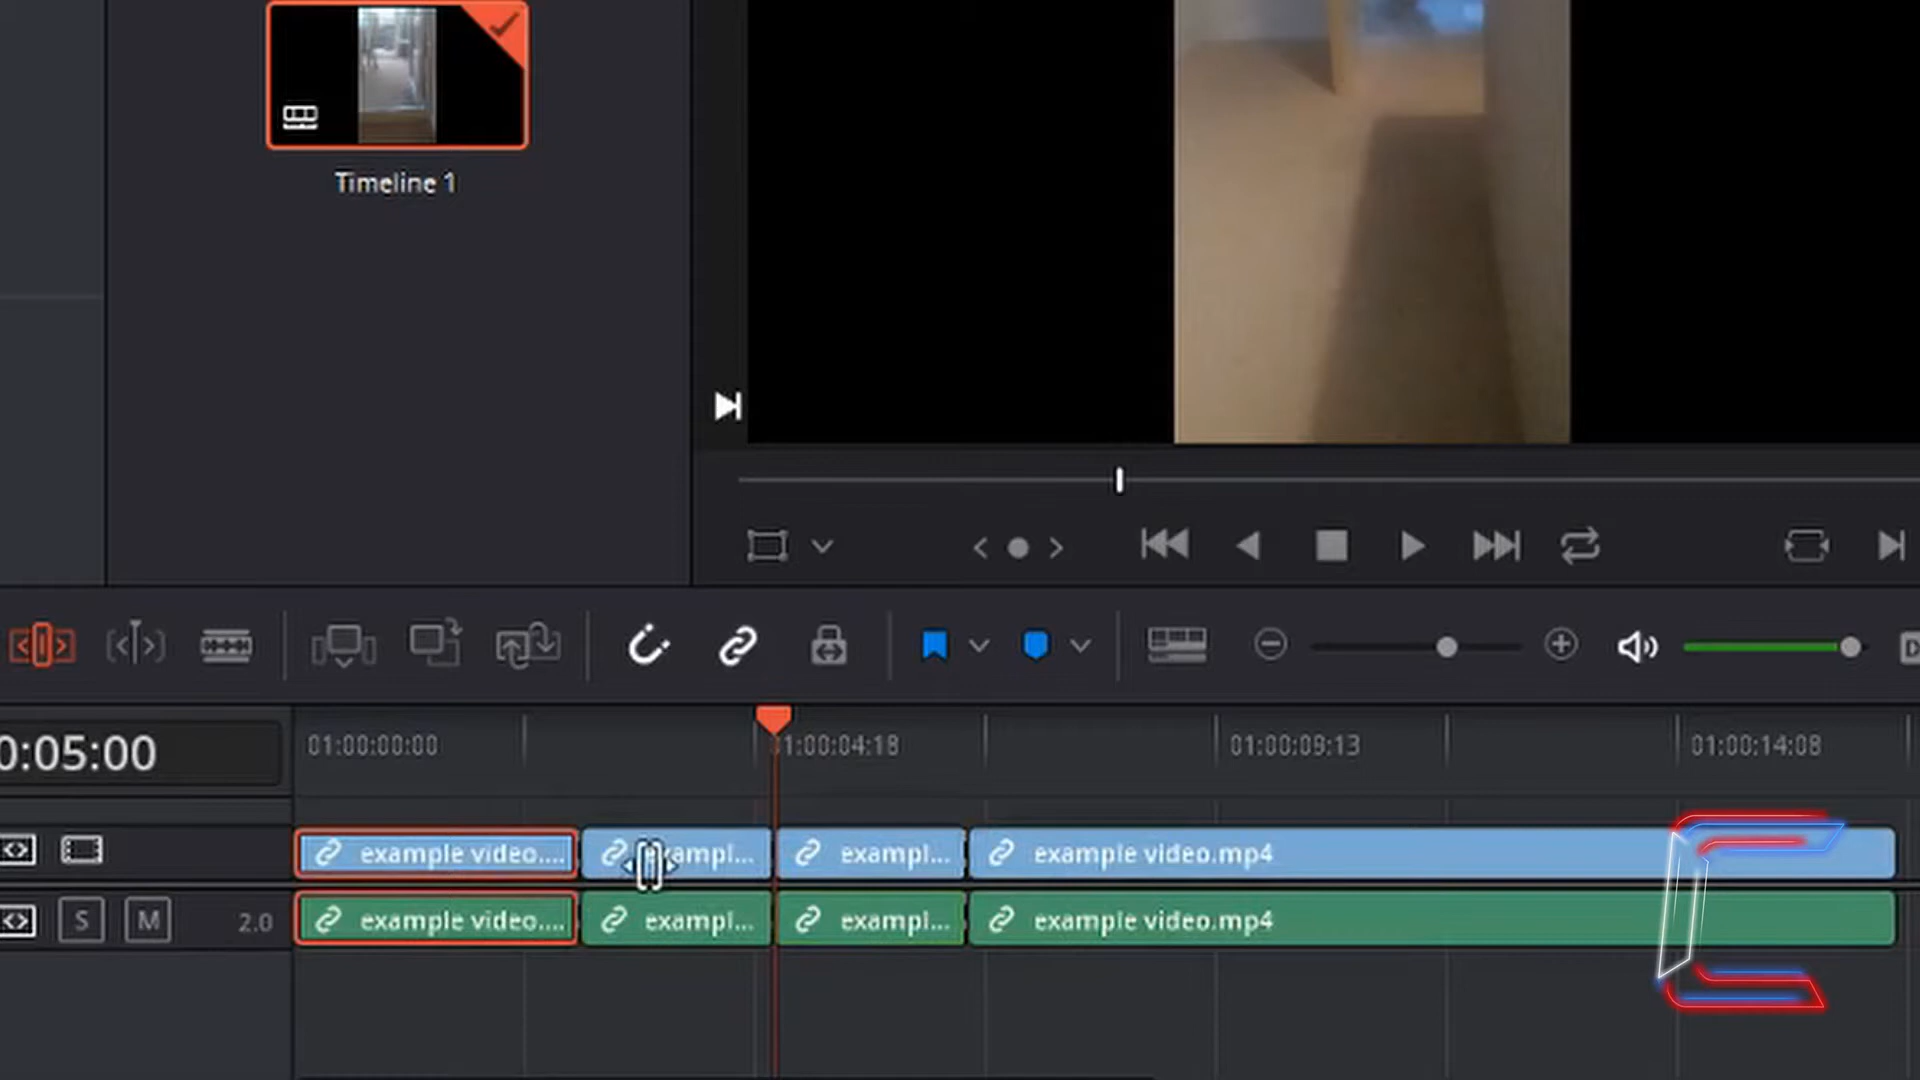 Timeline 1
0:05:00
01:00:00:00
1:00:04:18
01:00:09:13
01:00:14:08
example video....
ampl...
exampl...
example video.mp4
S
M
2.0
example video....
exampl...
exampl...
example video.mp4